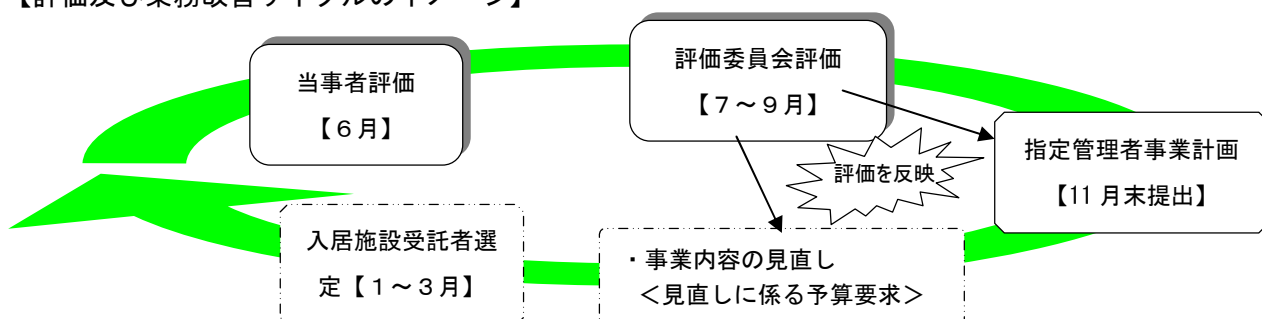 【評価及び業務改善サイクルのイメージ】
当事者評価
【６月】
評価委員会評価
【７～９月】
評価を反映
指定管理者事業計画
【11 月末提出】
入居施設受託者選
定【１～３月】
・事業内容の見直し
＜見直しに係る予算要求＞